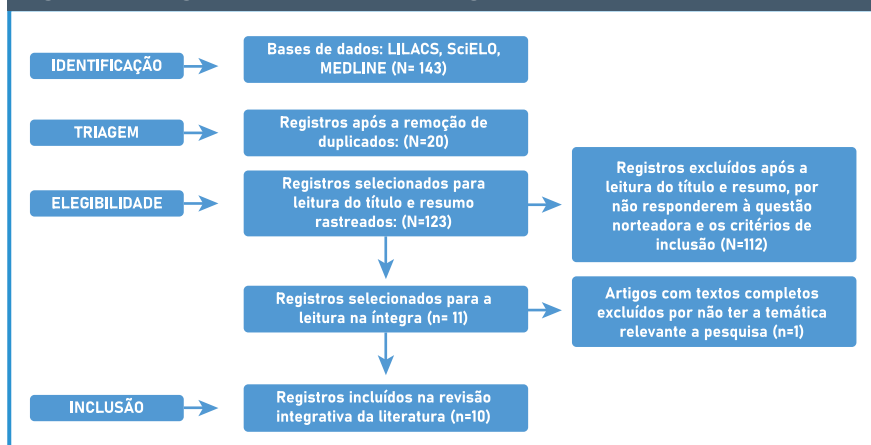 IDENTIFICAÇÃO
Bases de dados: LILACS, SciELO,
MEDLINE (N= 143)
TRIAGEM
Registros após a remoção de
duplicados: (N=20)
ELEGIBILIDADE
Registros selecionados para
leitura do título e resumo
rastreados: (N=123)
Registros excluídos após a
leitura do título e resumo, por
não responderem à questão
norteadora e os critérios de
inclusão (N=112)
Registros selecionados para a
leitura na íntegra (n= 11)
Artigos com textos completos
excluídos por não ter a temática
relevante a pesquisa (n=1)
INCLUSÃO
Registros incluídos na revisão
integrativa da literatura (n=10)